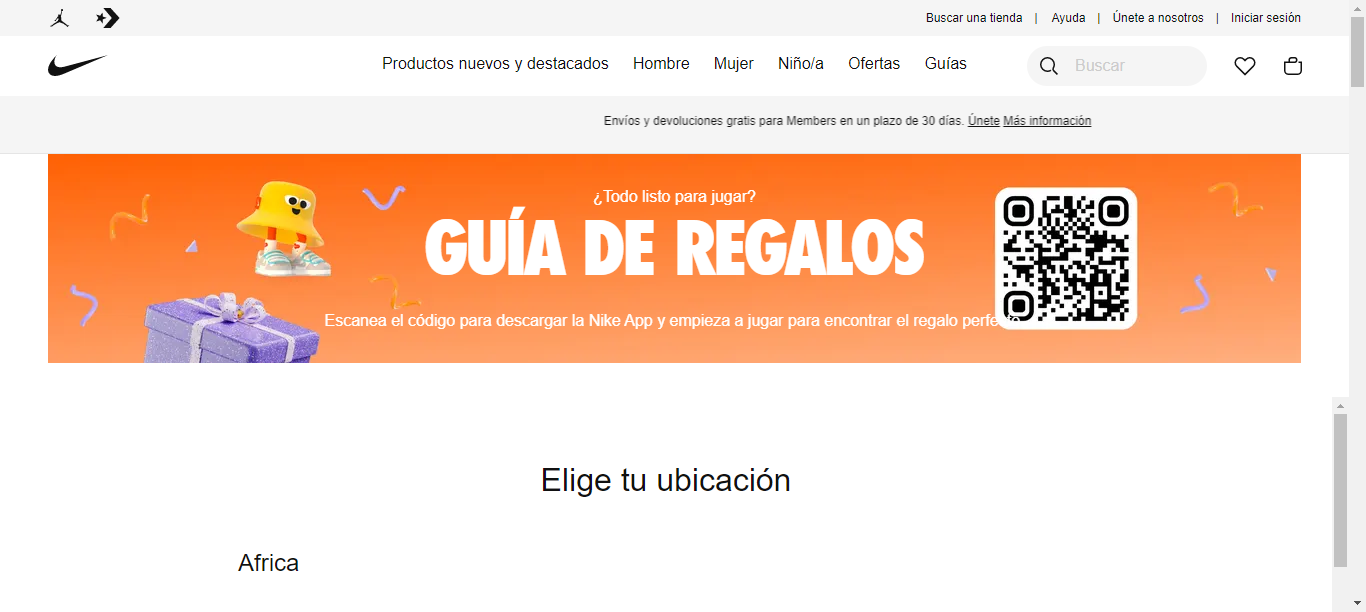 Buscar una tienda | Ayuda | Únete a nosotros | Iniciar sesión
Productos nuevos y destacados Hombre Mujer Niño/a Ofertas Guías Buscar
Envíos y devoluciones gratis para Members en un plazo de 30 días. Únete Más información
¿Todo listo para jugar?
GUÍA DE REGALOS
Escanea el código para descargar la Nike App y empieza a jugar para encontrar el regalo perfecto
Elige tu ubicación
Africa